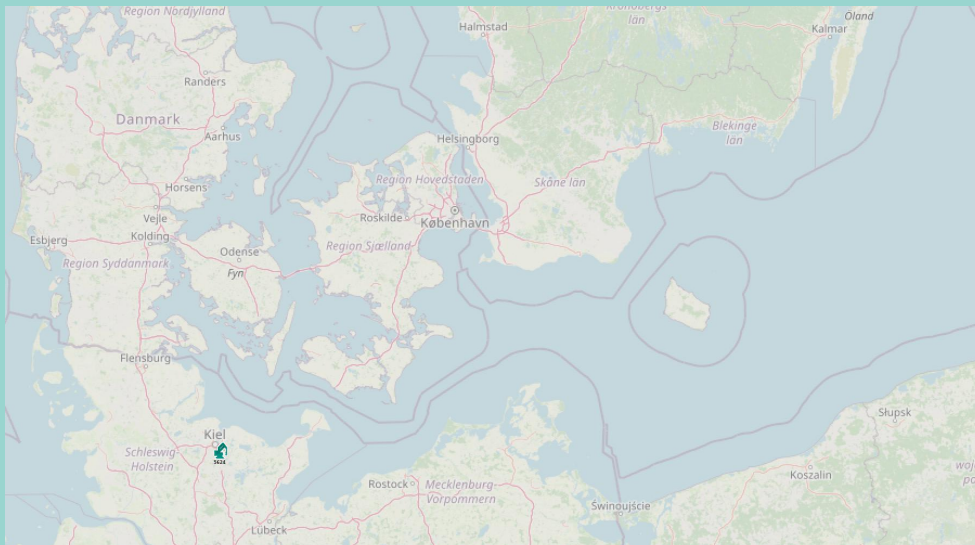 Region Nordjylland
Kronobergs
län
Öland
Halmstad
Kalmar
Randers
Danmark
Aarhus
Helsingborg
Blekinge
län
Region Hovedstaden
Skåne län
Horsens
Vejle
Roskilde
København
Esbjerg
Kolding
Odense
Region Sjælland
Region Syddanmark
Fyn
Flensburg
Słupsk
Kiel
Schleswig-
Holstein
1624
Koszalin
Rostock
Mecklenburg-
Vorpommern
Świnoujście
Lübeck